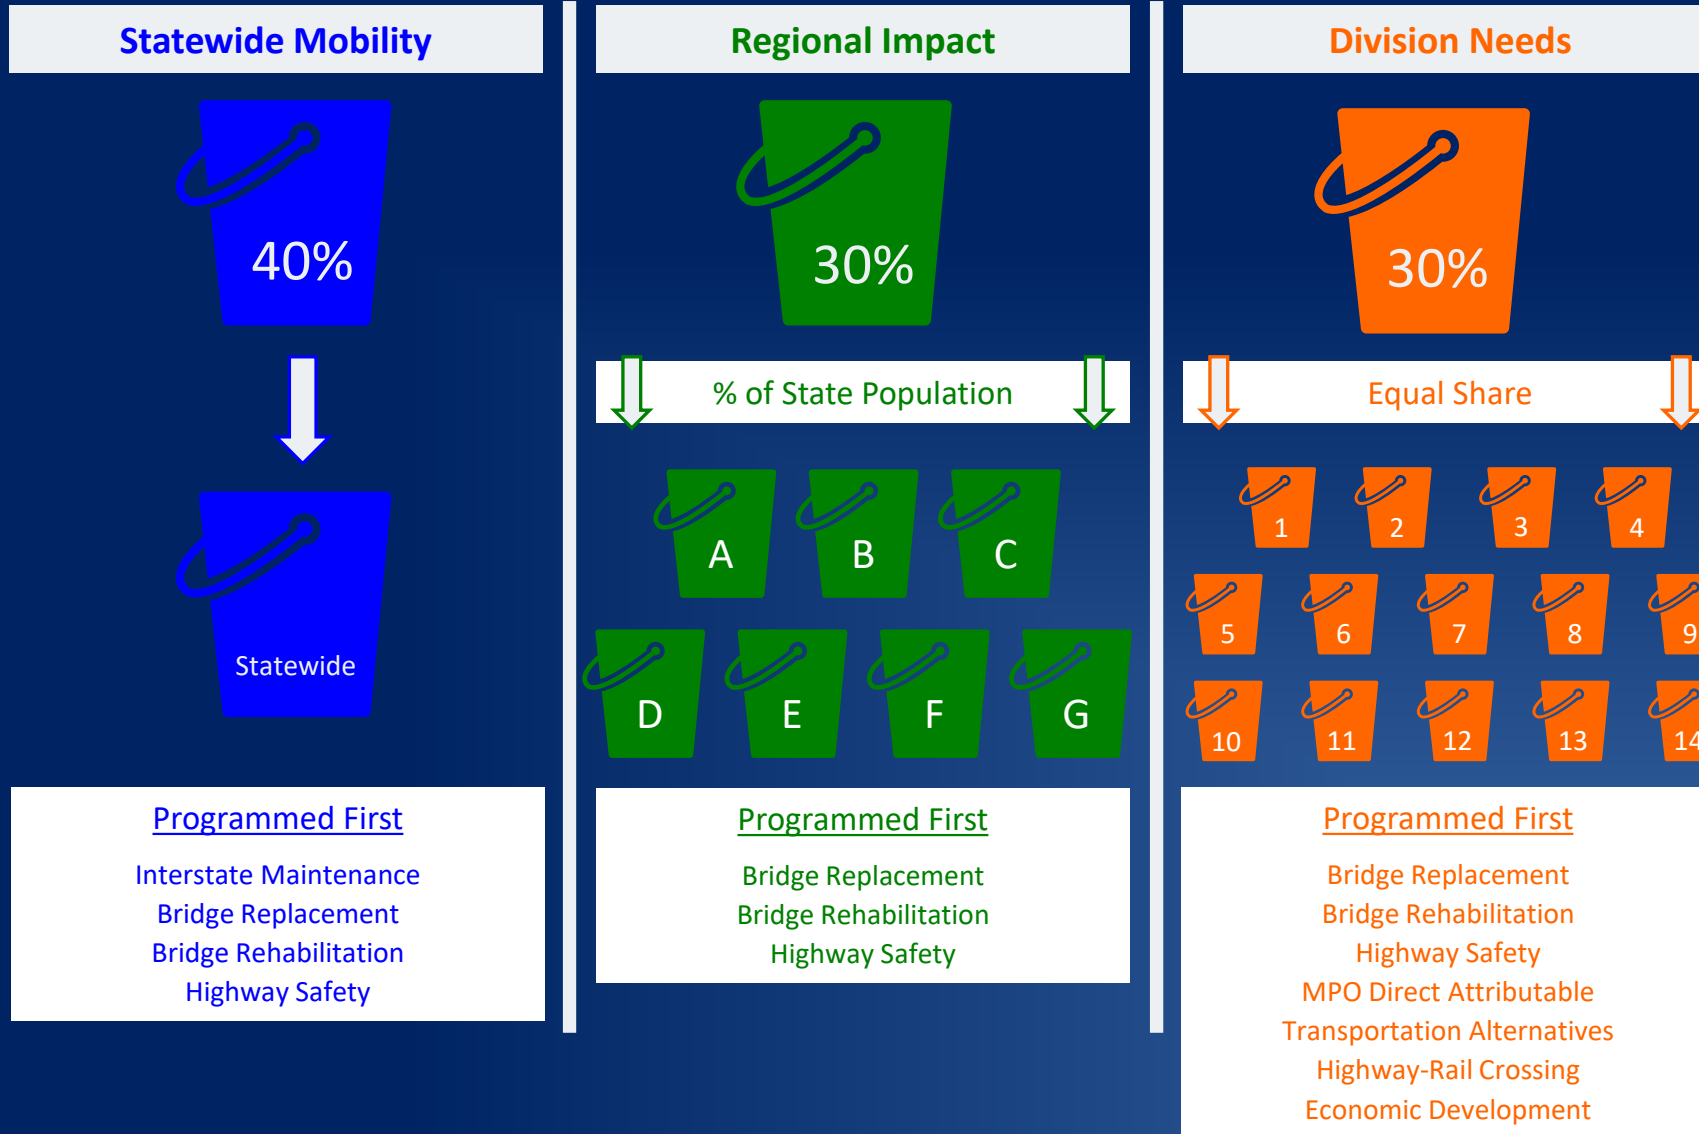 Statewide Mobility
40%
Statewide
Programmed First
Interstate Maintenance
Bridge Replacement
Bridge Rehabilitation
Highway Safety
Regional Impact
30%
% of State Population
A B C
D E F G
Programmed First
Bridge Replacement
Bridge Rehabilitation
Highway Safety
Division Needs
30%
Equal Share
1 2 3 4
5 6 7 8 9
10 11 12 13 14
Programmed First
Bridge Replacement
Bridge Rehabilitation
Highway Safety
MPO Direct Attributable
Transportation Alternatives
Highway-Rail Crossing
Economic Development